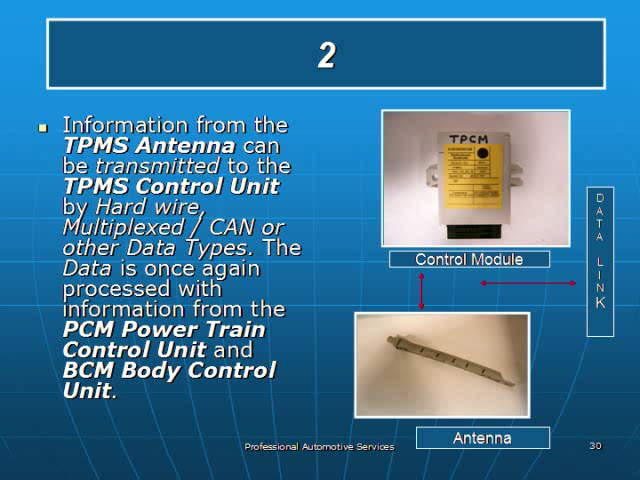 2
Information from the
TPMS Antenna can
be transmitted to the
TPMS Control Unit
by Hard wire,
Multiplexed / CAN or
other Data Types. The
Data is once again
processed with
information from the
PCM Power Train
Control Unit and
BCM Body Control
Unit.
TPCM
Control Module
DATA LINK
Antenna
Professional Automotive Services
30